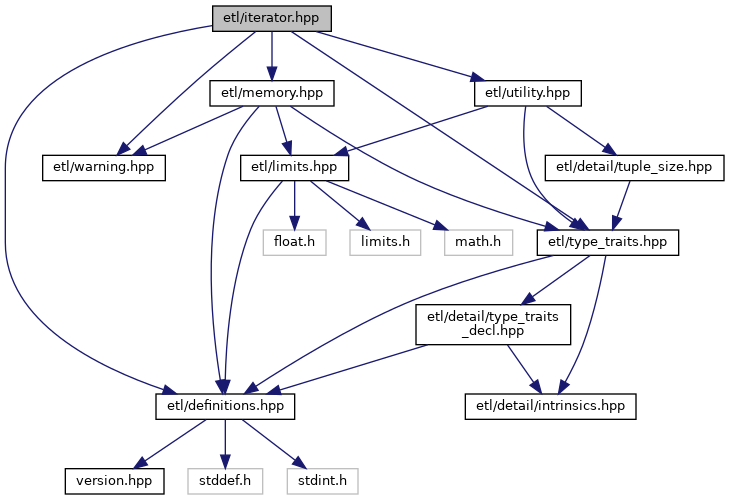 etl/iterator.hpp
etl/memory.hpp
etl/utility.hpp
etl/warning.hpp
etl/limits.hpp
etl/detail/tuple_size.hpp
float.h
limits.h
math.h
etl/type_traits.hpp
etl/detail/type_traits
_decl.hpp
etl/definitions.hpp
etl/detail/intrinsics.hpp
version.hpp
stddef.h
stdint.h